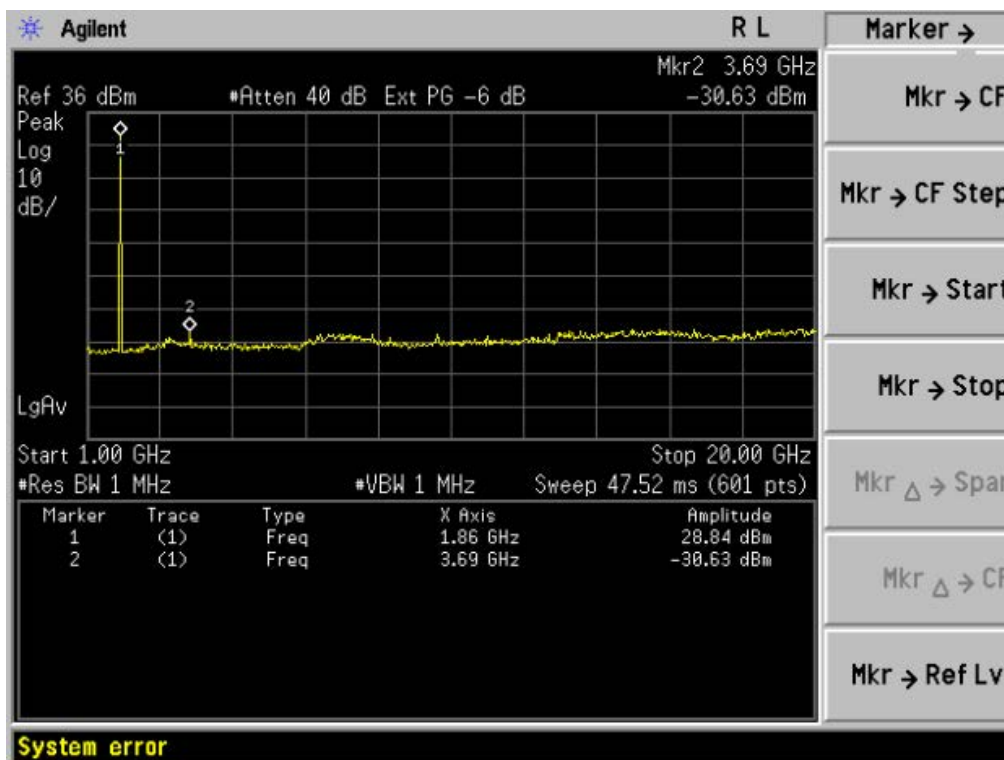 Agilent R L Marker →
Mkr2 3.69 GHz
Ref 36 dBm #Atten 40 dB Ext PG -6 dB -30.63 dBm
Peak
Log
10
dB/
1
2
LgAv
Start 1.00 GHz Stop 20.00 GHz
#Res BW 1 MHz #VBW 1 MHz Sweep 47.52 ms (601 pts)
Marker Trace Type X Axis Amplitude
1 (1) Freq 1.86 GHz 28.84 dBm
2 (1) Freq 3.69 GHz -30.63 dBm
Mkr → CF
Mkr → CF Step
Mkr → Start
Mkr → Stop
Mkr △ → Span
Mkr △ → CF
Mkr → Ref Lv
System error